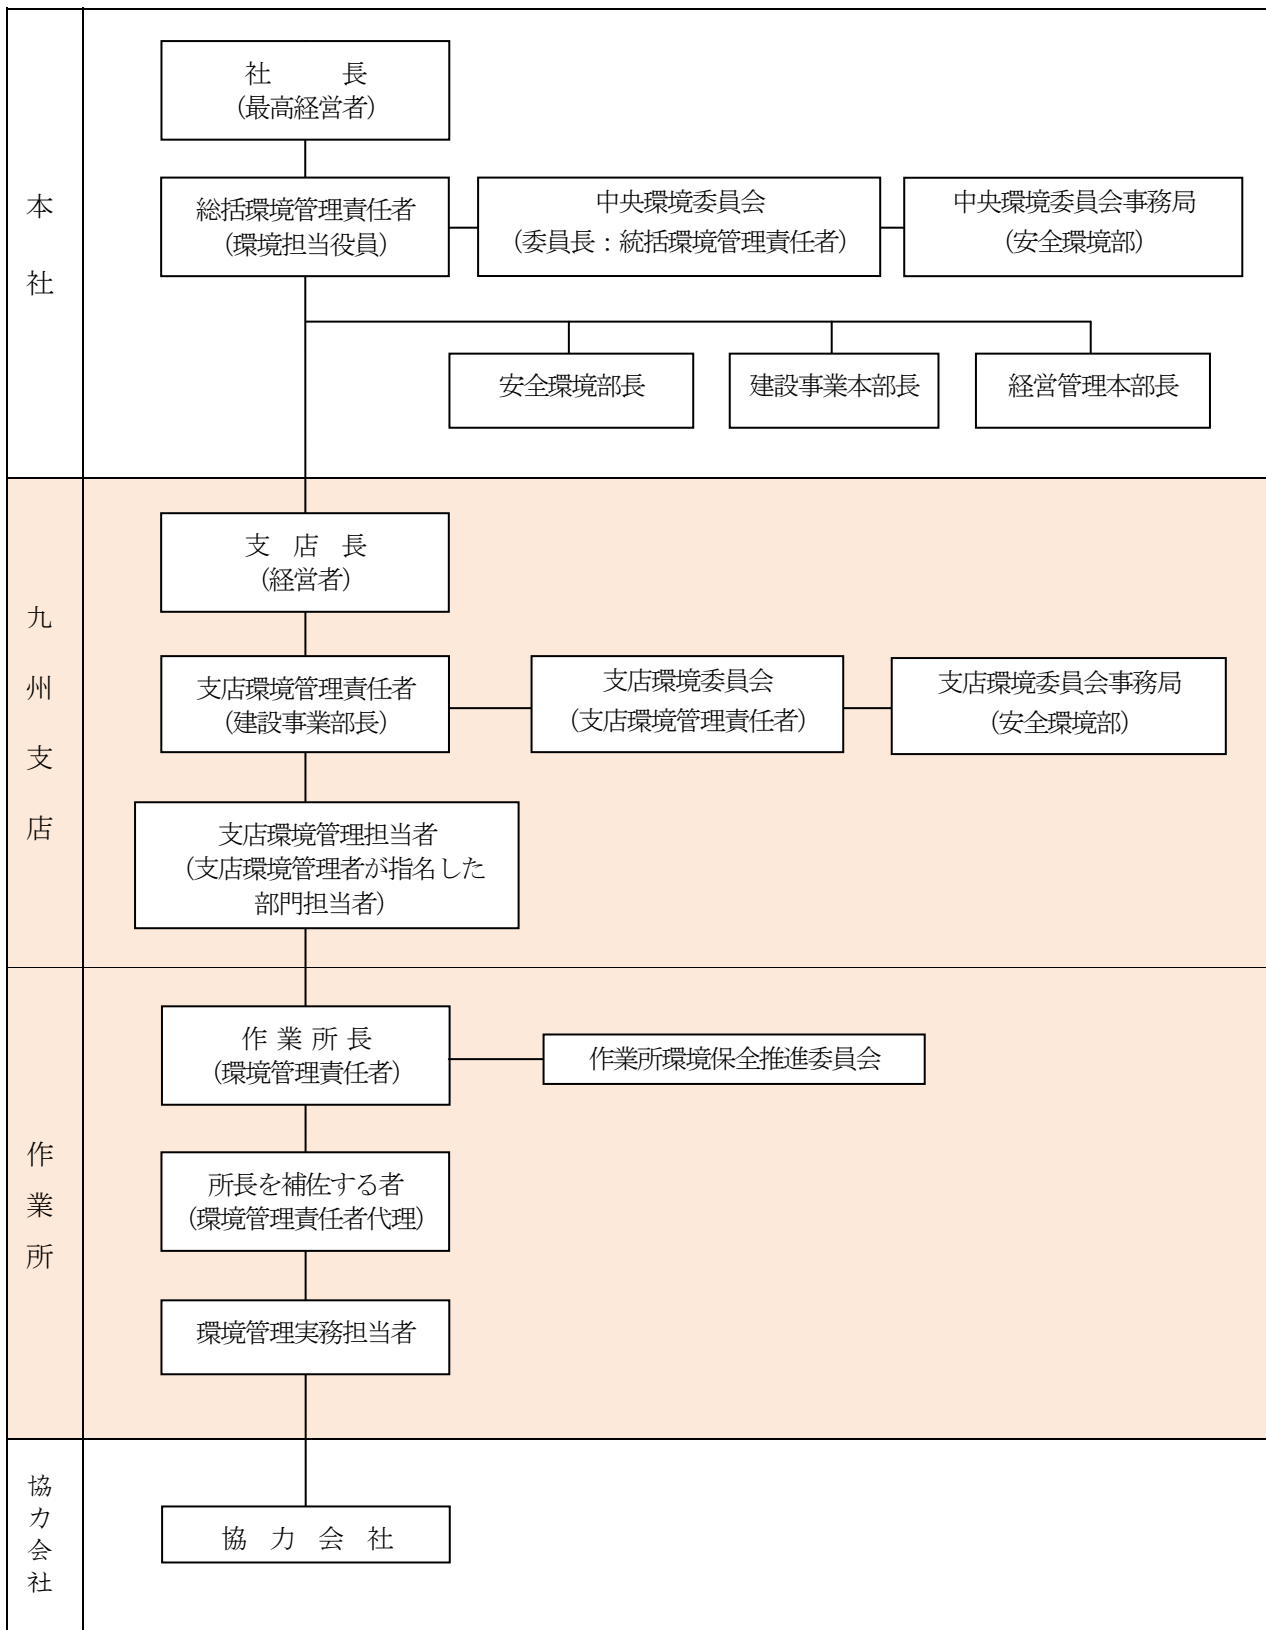 本社
社 長
（最高経営者）
総括環境管理責任者
（環境担当役員）
中央環境委員会
（委員長：統括環境管理責任者）
中央環境委員会事務局
（安全環境部）
安全環境部長
建設事業本部長
経営管理本部長
九州支店
支 店 長
（経営者）
支店環境管理責任者
（建設事業部長）
支店環境委員会
（支店環境管理責任者）
支店環境委員会事務局
（安全環境部）
支店環境管理担当者
（支店環境管理者が指名した
部門担当者）
作業所
作 業 所 長
（環境管理責任者）
作業所環境保全推進委員会
所長を補佐する者
（環境管理責任者代理）
環境管理実務担当者
協力会社
協 力 会 社